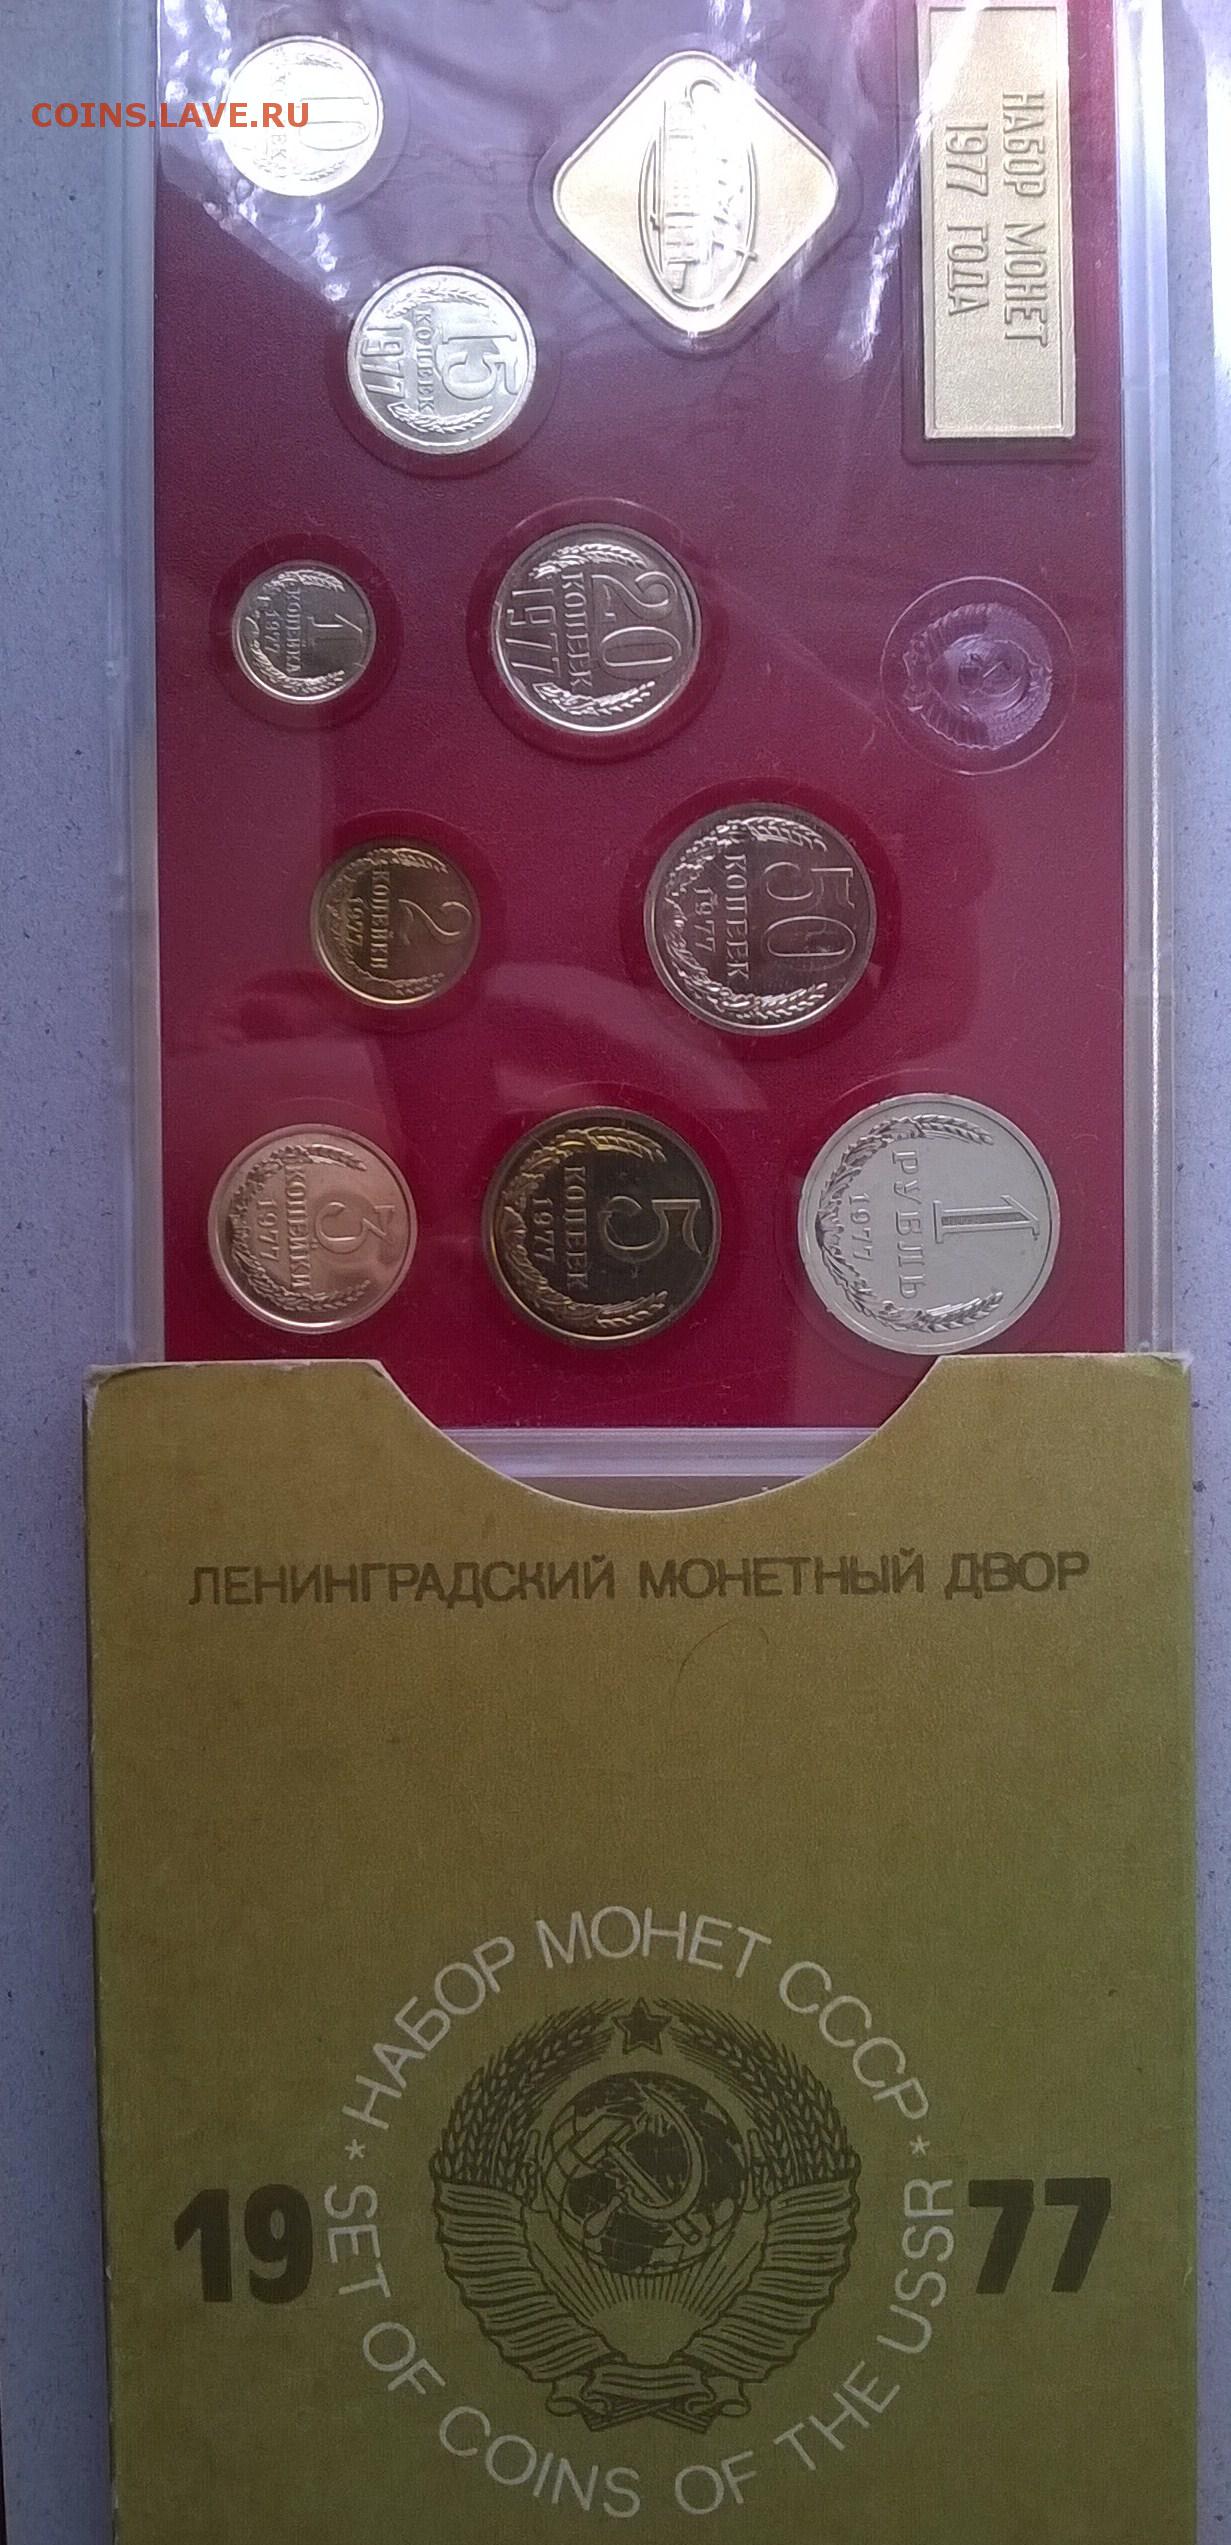 COINS.LAVE.RU
НАБОР МОНЕТ
1977 ГОДА
10
15
КОПЕЕК
1977
1
КОПЕЙКА
1977
20
КОПЕЕК
1977
2
КОПЕЙКИ
1977
50
КОПЕЕК
1977
3
КОПЕЙКИ
1977
5
КОПЕЕК
1977
1
РУБЛЬ
1977
ЛЕНИНГРАДСКИЙ МОНЕТНЫЙ ДВОР
* НАБОР МОНЕТ СССР *
1977
SET OF COINS OF THE USSR